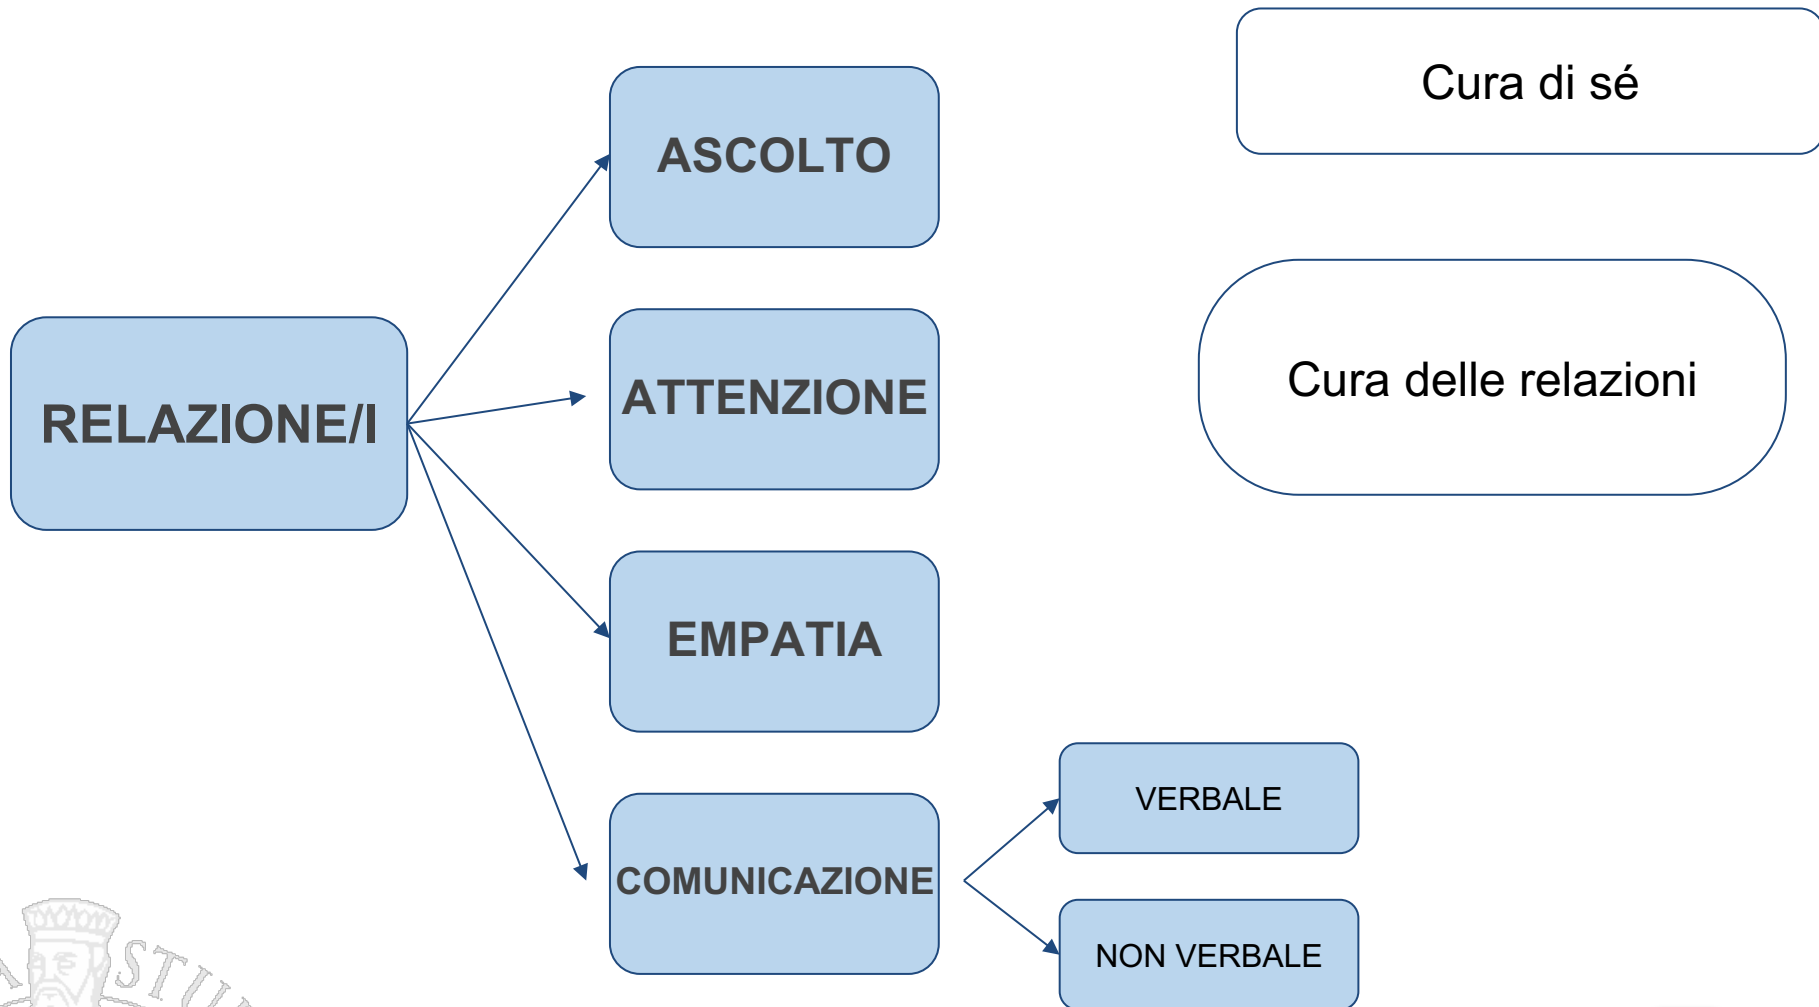 Cura di sé
ASCOLTO
Cura delle relazioni
ATTENZIONE
RELAZIONE/I
EMPATIA
VERBALE
COMUNICAZIONE
NON VERBALE